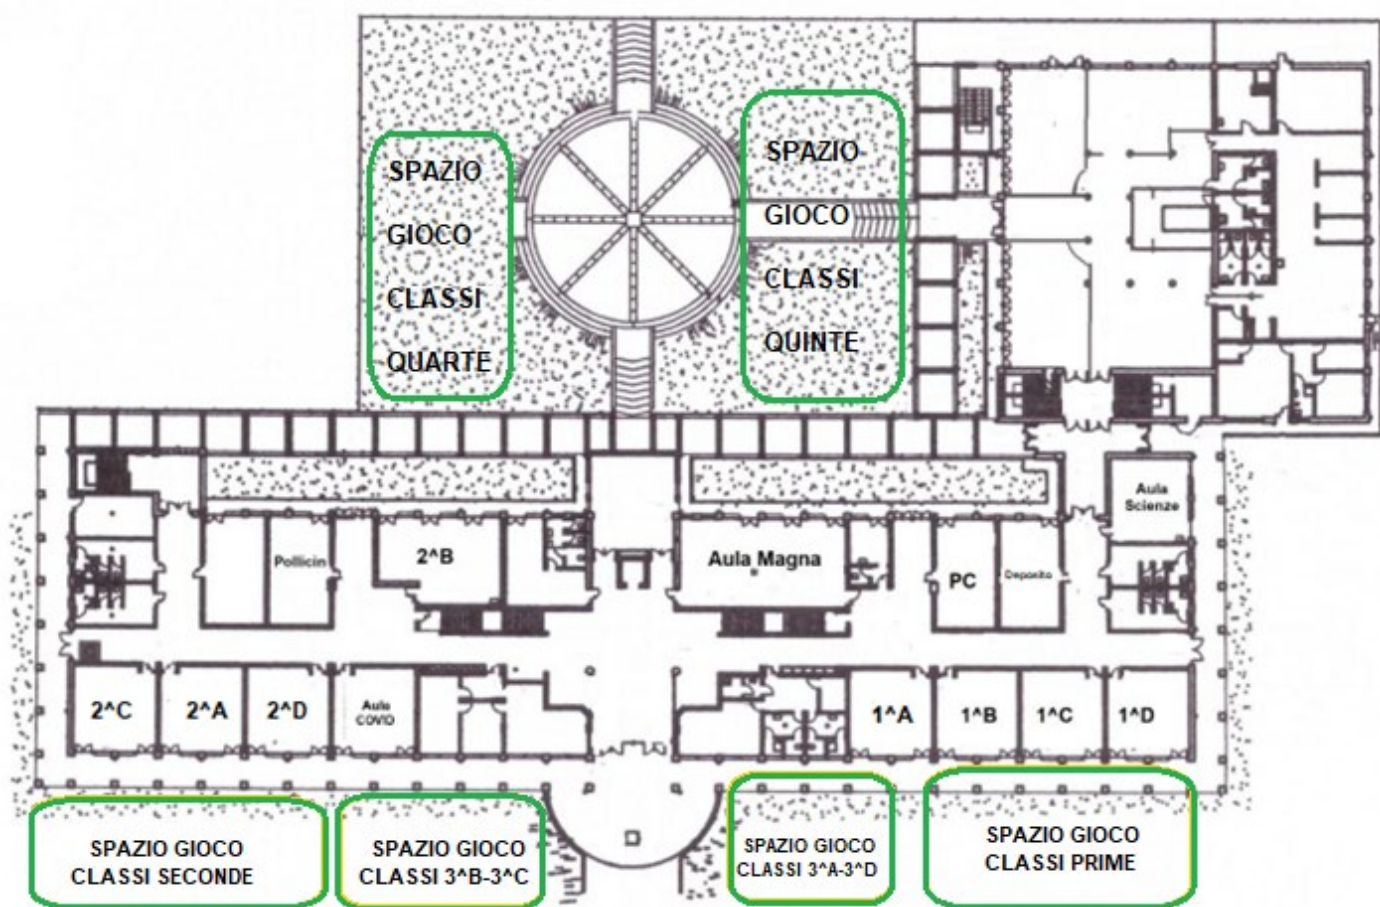 SPAZIO
GIOCO
CLASSI
QUARTE
SPAZIO
GIOCO
CLASSI
QUINTE
Aula
Scienze
Pollicin
2^B
Aula Magna
PC
Deposito
2^C
2^A
2^D
Aula
COVID
1^A
1^B
1^C
1^D
SPAZIO GIOCO
CLASSI SECONDE
SPAZIO GIOCO
CLASSI 3^B-3^C
SPAZIO GIOCO
CLASSI 3^A-3^D
SPAZIO GIOCO
CLASSI PRIME